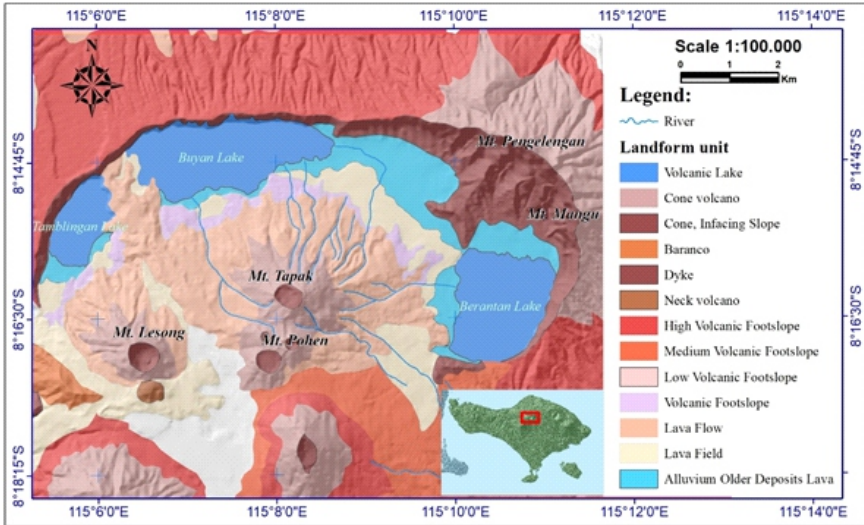 115°6'0"E 115°8'0"E 115°10'0"E 115°12'0"E 115°14'0"E
Scale 1:100.000
0 1 2
Km
N
Legend:
River
Landform unit
Volcanic Lake
Cone volcano
Cone, Infacing Slope
Baranco
Dyke
Neck volcano
High Volcanic Footslope
Medium Volcanic Footslope
Low Volcanic Footslope
Volcanic Footslope
Lava Flow
Lava Field
Alluvium Older Deposits Lava
Mt. Pengelengan
Buyan Lake
Mt. Mangu
Tamblingan Lake
Mt. Tapak
Berantan Lake
Mt. Lesong
Mt. Pohen
8°14'45"S 8°14'45"S
8°16'30"S 8°16'30"S
8°18'15"S 8°18'15"S
115°6'0"E 115°8'0"E 115°10'0"E 115°12'0"E 115°14'0"E